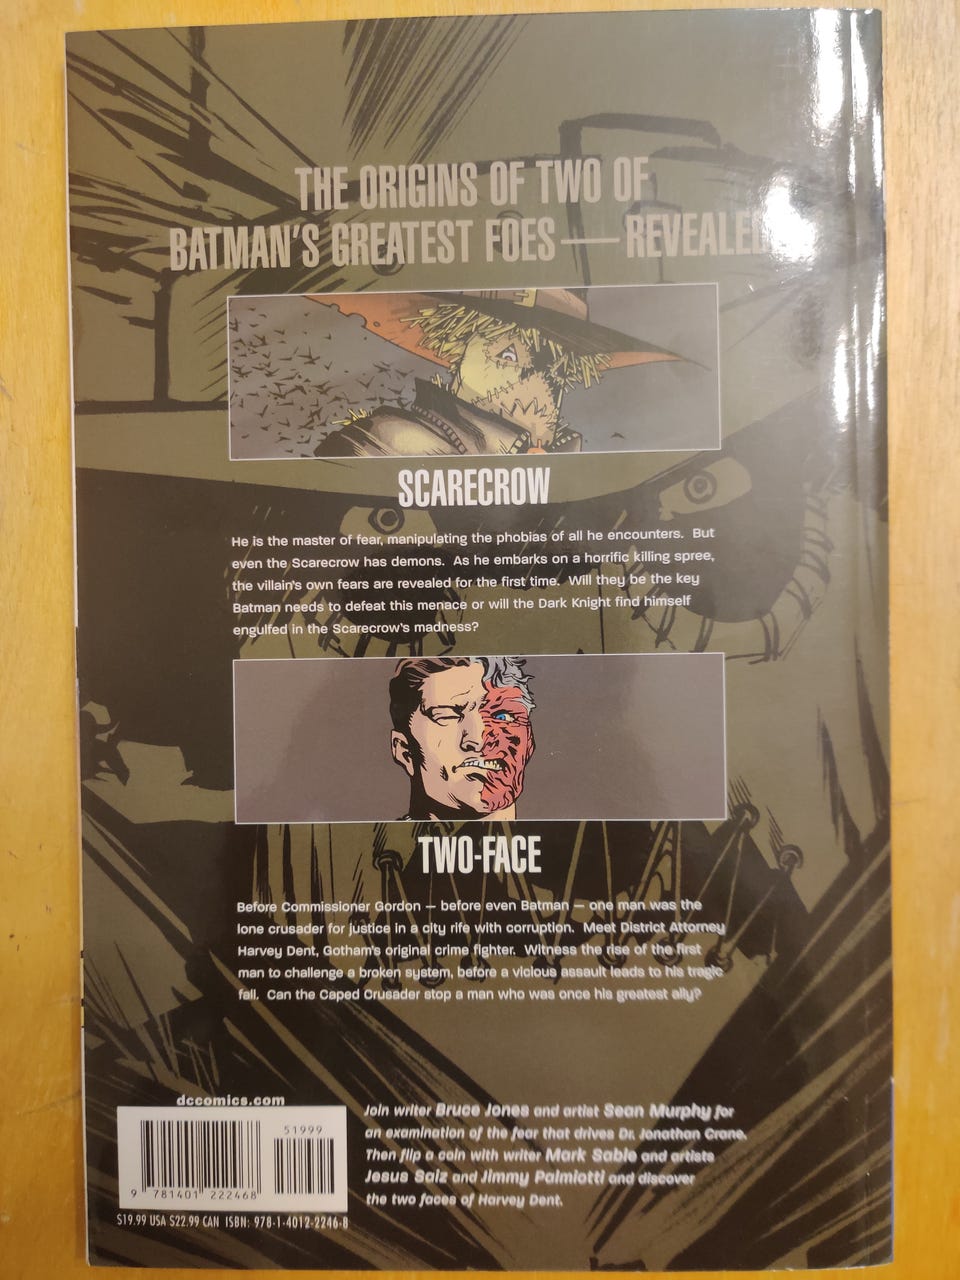 THE ORIGINS OF TWO OF
BATMAN'S GREATEST FOES — REVEALED
SCARECROW
He is the master of fear, manipulating the phobias of all he encounters. But
even the Scarecrow has demons. As he embarks on a horrific killing spree,
the villain's own fears are revealed for the first time. Will they be the key
Batman needs to defeat this menace or will the Dark Knight find himself
engulfed in the Scarecrow's madness?
TWO-FACE
Before Commissioner Gordon — before even Batman — one man was the
lone crusader for justice in a city rife with corruption. Meet District Attorney
Harvey Dent, Gotham's original crime fighter. Witness the rise of the first
man to challenge a broken system, before a vicious assault leads to his tragic
fall. Can the Caped Crusader stop a man who was once his greatest ally?
dccomics.com
51999
9 781401 222468
$19.99 USA $22.99 CAN ISBN: 978-1-4012-2246-8
Join writer Bruce Jones and artist Sean Murphy for
an examination of the fear that drives Dr. Jonathan Crane.
Then flip a coin with writer Mark Sable and artists
Jesus Saiz and Jimmy Palmiotti and discover
the two faces of Harvey Dent.